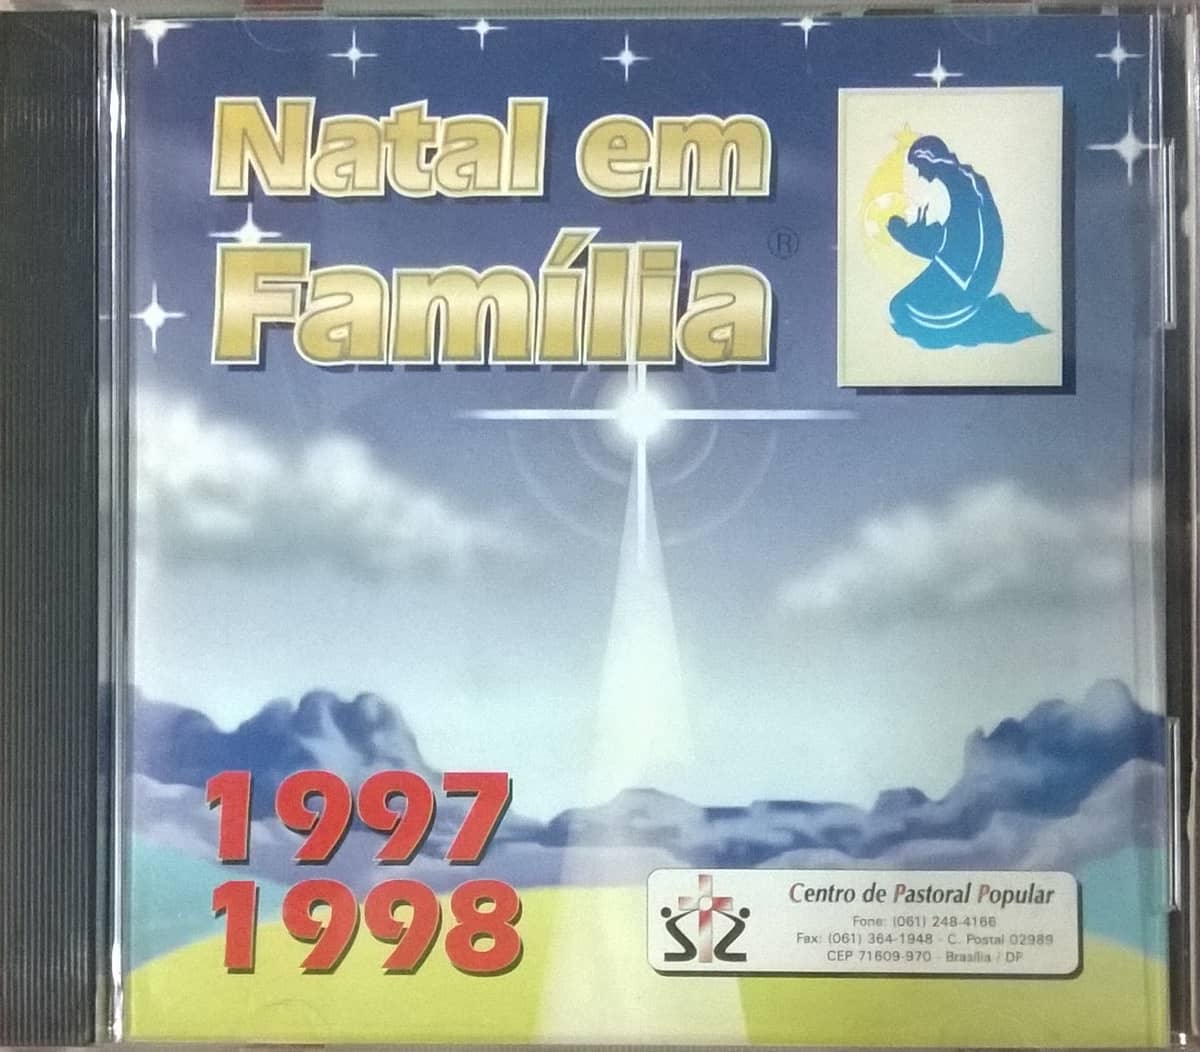 Natal em
Família ®
1997
1998
Centro de Pastoral Popular
Fone: (061) 248-4166
Fax: (061) 364-1948 - C. Postal 02989
CEP 71609-970 - Brasília / DF